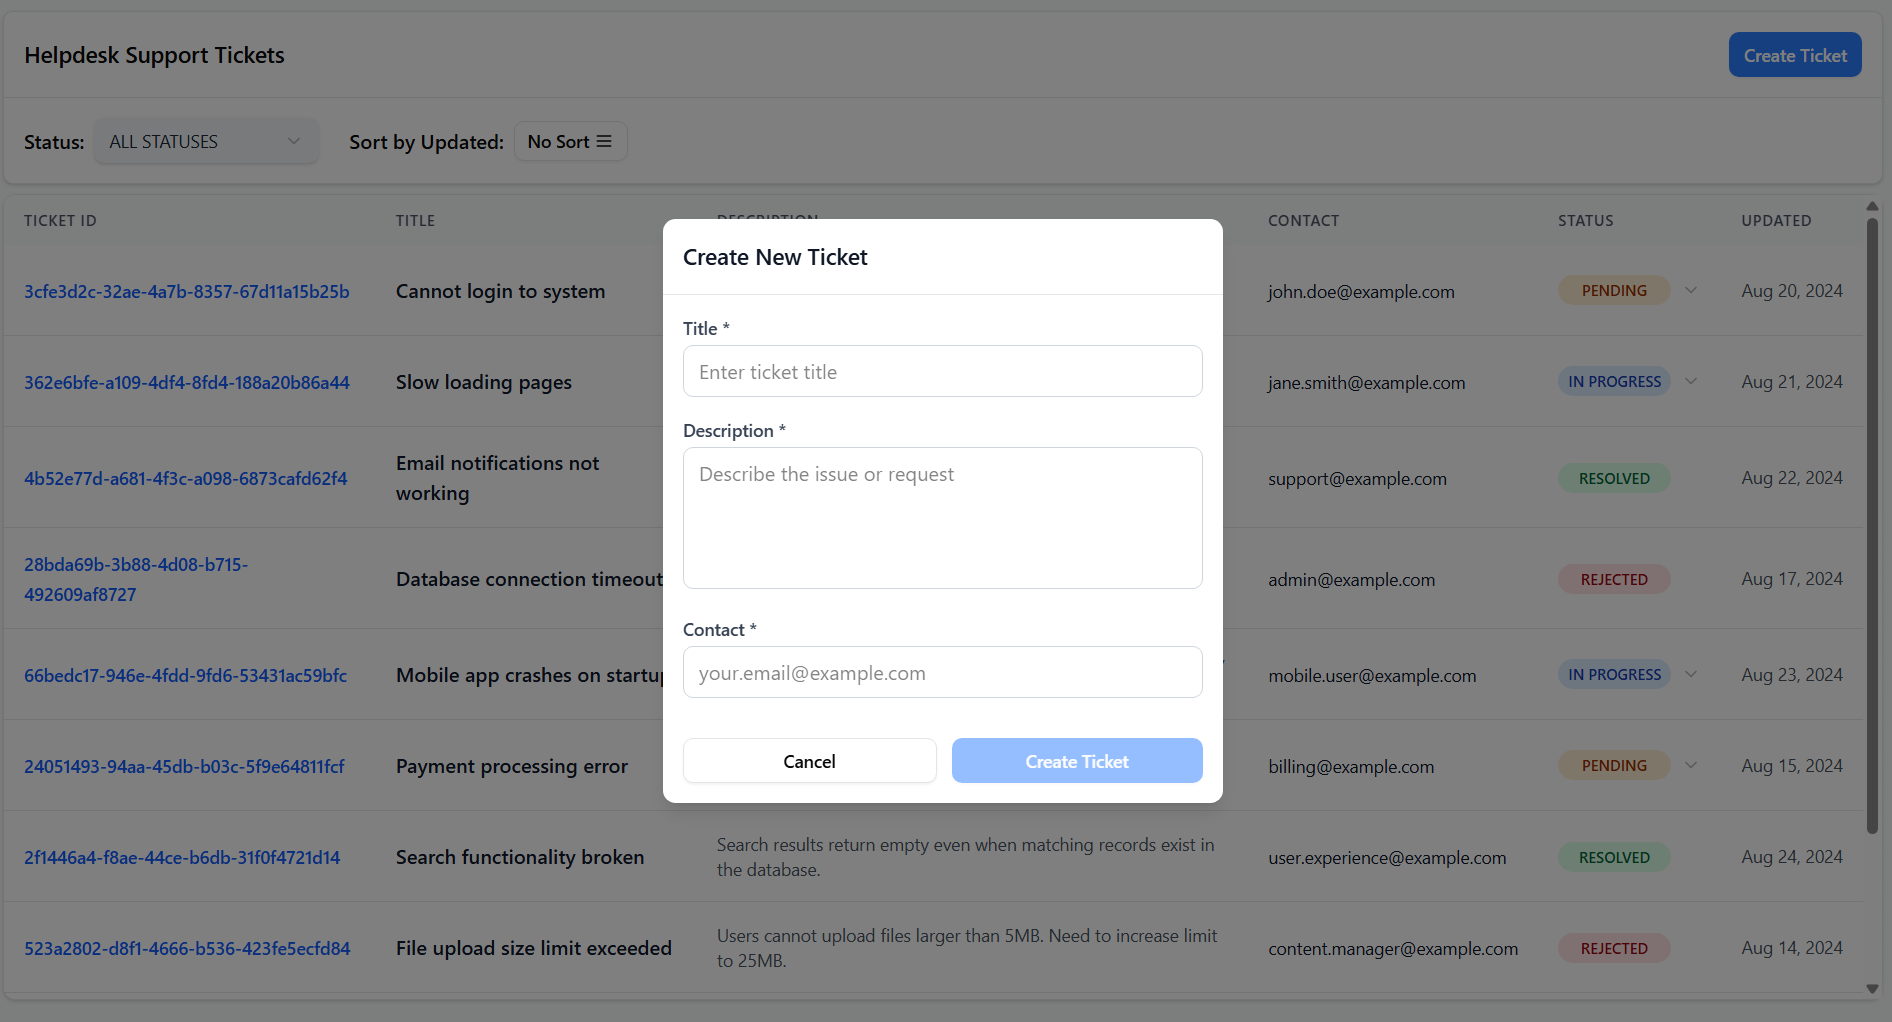 Helpdesk Support Tickets
Create Ticket
Status: ALL STATUSES Sort by Updated: No Sort
TICKET ID TITLE DESCRIPTION CONTACT STATUS UPDATED
3cfe3d2c-32ae-4a7b-8357-67d11a15b25b Cannot login to system john.doe@example.com PENDING Aug 20, 2024
362e6bfe-a109-4df4-8fd4-188a20b86a44 Slow loading pages jane.smith@example.com IN PROGRESS Aug 21, 2024
4b52e77d-a681-4f3c-a098-6873cafd62f4 Email notifications not
working support@example.com RESOLVED Aug 22, 2024
28bda69b-3b88-4d08-b715-
492609af8727 Database connection timeout admin@example.com REJECTED Aug 17, 2024
66bedc17-946e-4fdd-9fd6-53431ac59bfc Mobile app crashes on startup mobile.user@example.com IN PROGRESS Aug 23, 2024
24051493-94aa-45db-b03c-5f9e64811fcf Payment processing error billing@example.com PENDING Aug 15, 2024
2f1446a4-f8ae-44ce-b6db-31f0f4721d14 Search functionality broken Search results return empty even when matching records exist in
the database. user.experience@example.com RESOLVED Aug 24, 2024
523a2802-d8f1-4666-b536-423fe5ecfd84 File upload size limit exceeded Users cannot upload files larger than 5MB. Need to increase limit
to 25MB. content.manager@example.com REJECTED Aug 14, 2024
Create New Ticket
Title *
Enter ticket title
Description *
Describe the issue or request
Contact *
your.email@example.com
Cancel
Create Ticket